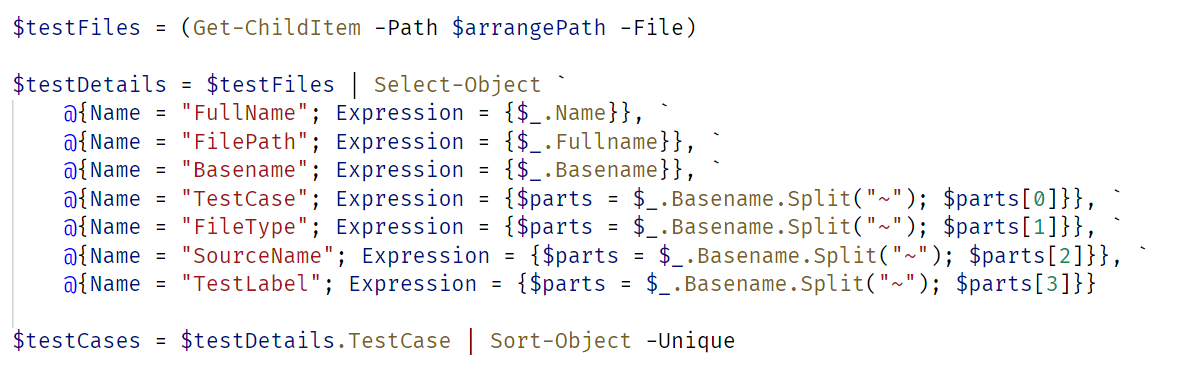 $testFiles = (Get-ChildItem -Path $arrangePath -File)
$testDetails = $testFiles | Select-Object `
@{Name = "FullName"; Expression = {$_.Name}}, `
@{Name = "FilePath"; Expression = {$_.Fullname}}, `
@{Name = "Basename"; Expression = {$_.Basename}}, `
@{Name = "TestCase"; Expression = {$parts = $_.Basename.Split("~"); $parts[0]}}, `
@{Name = "FileType"; Expression = {$parts = $_.Basename.Split("~"); $parts[1]}}, `
@{Name = "SourceName"; Expression = {$parts = $_.Basename.Split("~"); $parts[2]}}, `
@{Name = "TestLabel"; Expression = {$parts = $_.Basename.Split("~"); $parts[3]}}
$testCases = $testDetails.TestCase | Sort-Object -Unique